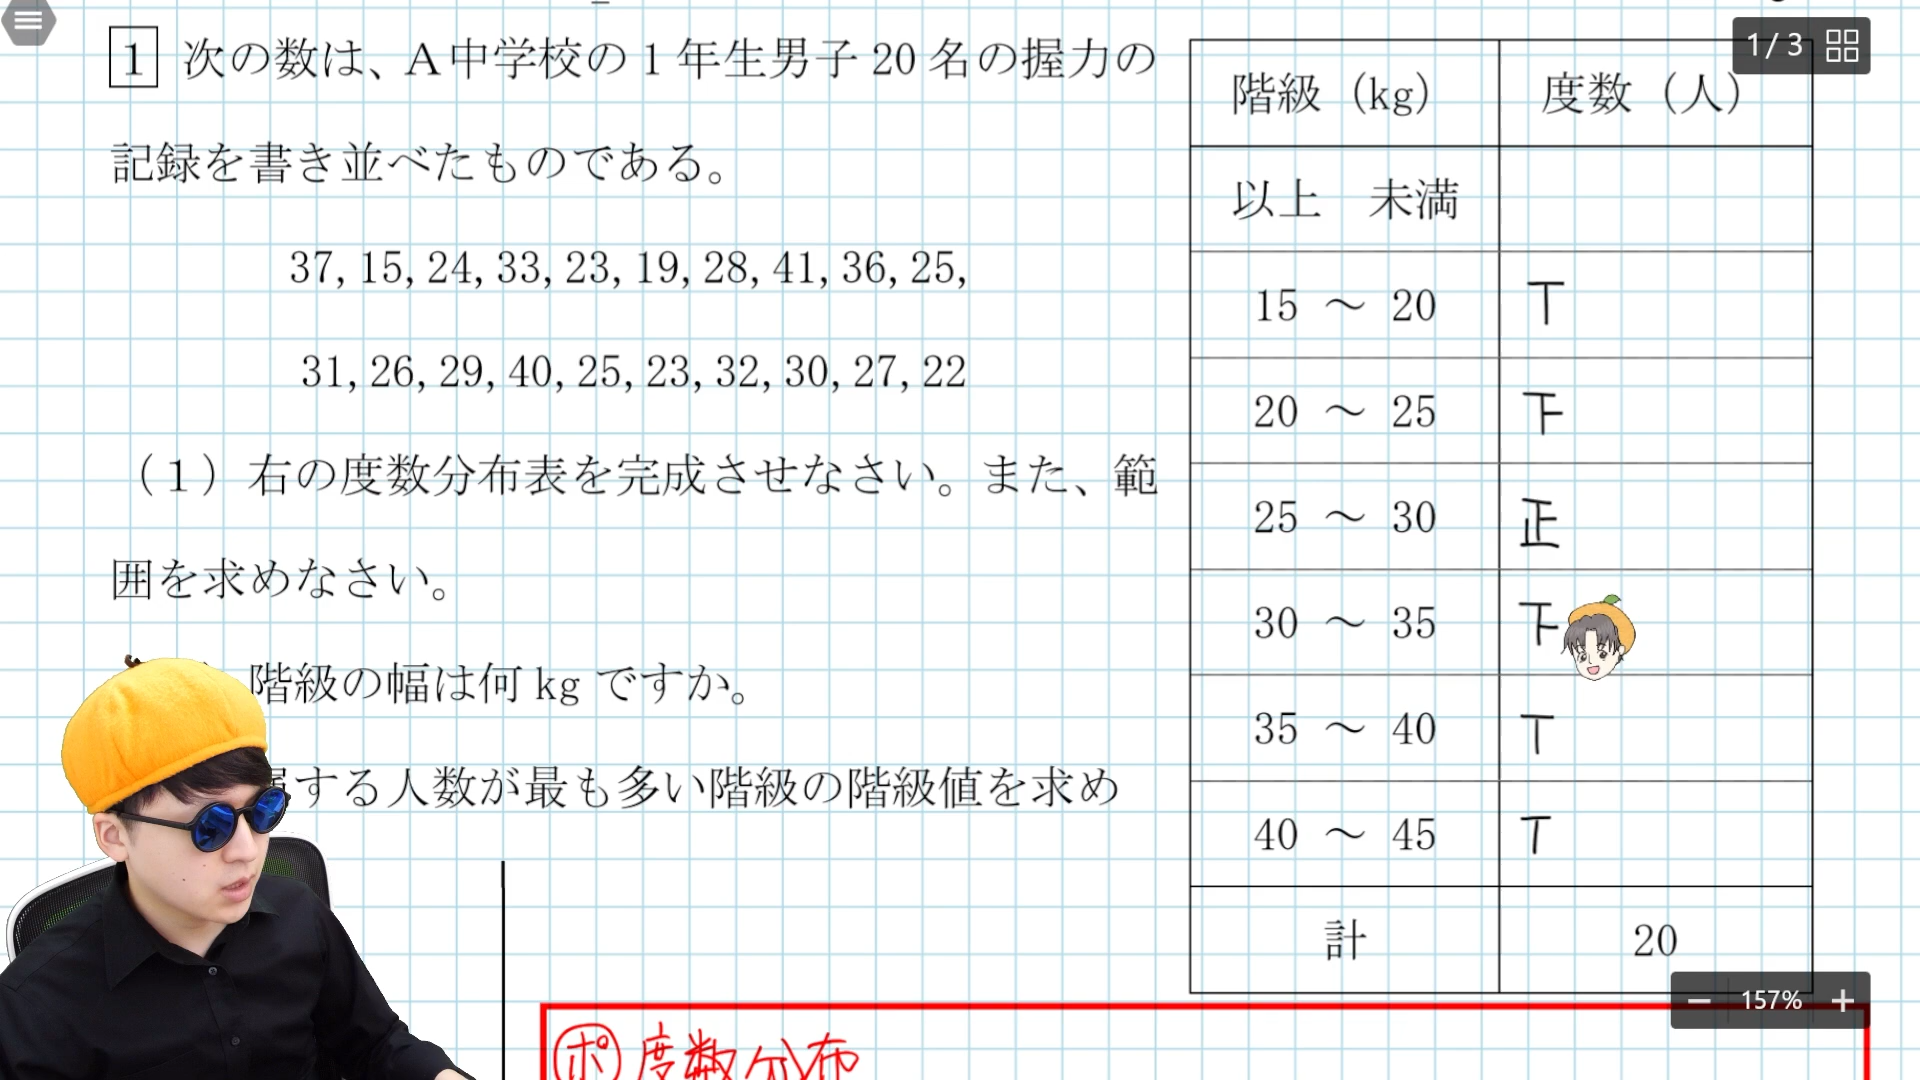 1 次の数は、A中学校の1年生男子20名の握力の
記録を書き並べたものである。
37, 15, 24, 33, 23, 19, 28, 41, 36, 25,
31, 26, 29, 40, 25, 23, 32, 30, 27, 22
（1）右の度数分布表を完成させなさい。また、範
囲を求めなさい。
階級の幅は何kgですか。
する人数が最も多い階級の階級値を求め
1/3
階級（kg） 度数（人）
以上 未満
15 ～ 20 丅
20 ～ 25 下
25 ～ 30 正
30 ～ 35 下
35 ～ 40 丅
40 ～ 45 丅
計 20
− 157% +
ポ 度数分布